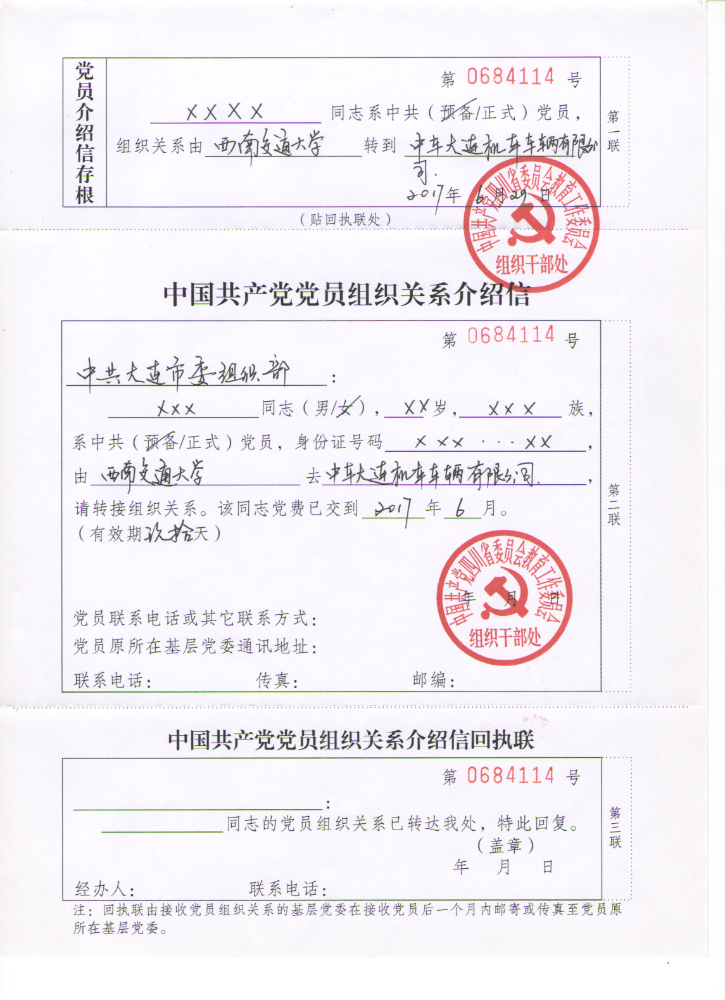 党员介绍信存根
第 0684114 号
XXXX 同志系中共（预备/正式）党员，
组织关系由 西南交通大学 转到 中车大连机车车辆有限公
司.
2017年 6月29日
第一联
（贴回执联处）
中国共产党四川省委员会教育工作委员会
组织干部处
中国共产党党员组织关系介绍信
第 0684114 号
中共大连市委组织部：
XXX 同志（男/女），XX岁，XXX 族，
系中共（预备/正式）党员，身份证号码 X XX ... XX，
由 西南交通大学 去 中车大连机车车辆有限公司.，
请转接组织关系。该同志党费已交到 2017 年 6 月。
（有效期玖拾天）
中国共产党四川省委员会教育工作委员会
年 月 日
组织干部处
党员联系电话或其它联系方式：
党员原所在基层党委通讯地址：
联系电话： 传真： 邮编：
第二联
中国共产党党员组织关系介绍信回执联
第 0684114 号
：
同志的党员组织关系已转达我处，特此回复。
（盖章）
年 月 日
经办人： 联系电话：
第三联
注：回执联由接收党员组织关系的基层党委在接收党员后一个月内邮寄或传真至党员原
所在基层党委。